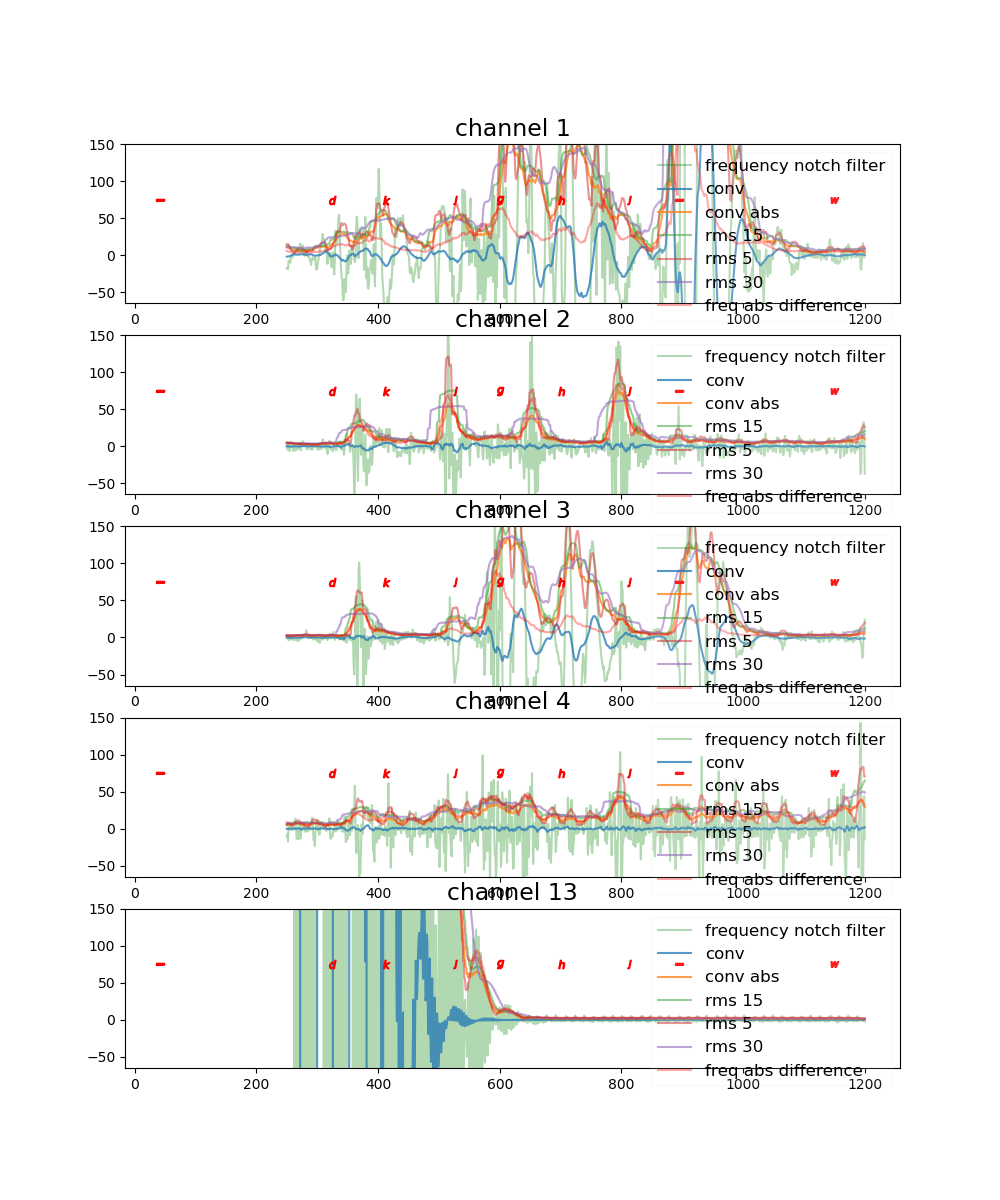 channel 1
150
100
50
0
−50
– d k J g h J – w
frequency notch filter
conv
conv abs
rms 15
rms 5
rms 30
freq abs difference
0 200 400 600 800 1000 1200
channel 2
150
100
50
0
−50
– d k J g h J – w
frequency notch filter
conv
conv abs
rms 15
rms 5
rms 30
freq abs difference
0 200 400 600 800 1000 1200
channel 3
150
100
50
0
−50
– d k J g h J – w
frequency notch filter
conv
conv abs
rms 15
rms 5
rms 30
freq abs difference
0 200 400 600 800 1000 1200
channel 4
150
100
50
0
−50
– d k J g h J – w
frequency notch filter
conv
conv abs
rms 15
rms 5
rms 30
freq abs difference
0 200 400 600 800 1000 1200
channel 13
150
100
50
0
−50
– d k J g h J – w
frequency notch filter
conv
conv abs
rms 15
rms 5
rms 30
freq abs difference
0 200 400 600 800 1000 1200